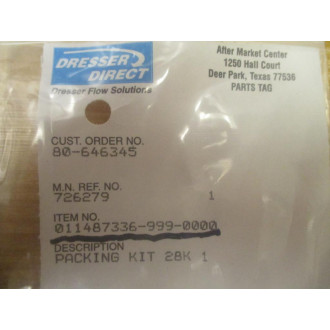 DRESSER
DIRECT
Dresser Flow Solutions
After Market Center
1250 Hall Court
Deer Park, Texas 77536
PARTS TAG
CUST. ORDER NO.
80-646345
M.N. REF. NO.
726279 1
ITEM NO.
011487336-999-0000
DESCRIPTION
PACKING KIT 28K 1